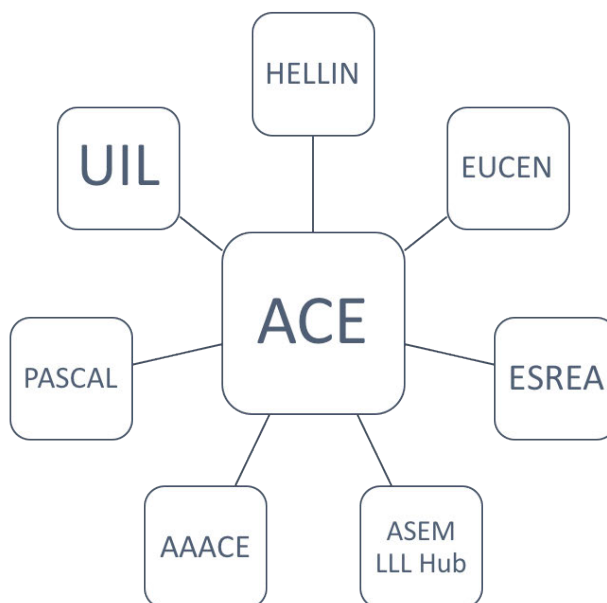 HELLIN
UIL
EUCEN
ACE
PASCAL
ESREA
AAACE
ASEM
LLL Hub